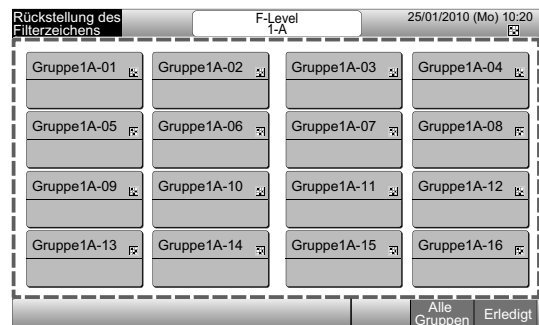 Rückstellung des
Filterzeichens
F-Level
1-A
25/01/2010 (Mo) 10:20
Gruppe1A-01
Gruppe1A-02
Gruppe1A-03
Gruppe1A-04
Gruppe1A-05
Gruppe1A-06
Gruppe1A-07
Gruppe1A-08
Gruppe1A-09
Gruppe1A-10
Gruppe1A-11
Gruppe1A-12
Gruppe1A-13
Gruppe1A-14
Gruppe1A-15
Gruppe1A-16
Alle
Gruppen
Erledigt